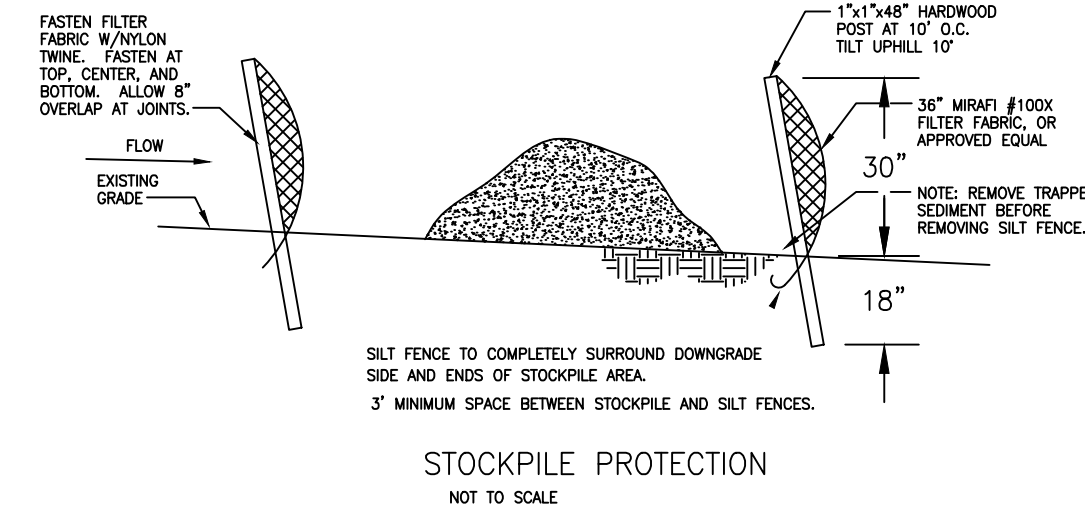 FASTEN FILTER
FABRIC W/NYLON
TWINE. FASTEN AT
TOP, CENTER, AND
BOTTOM. ALLOW 8"
OVERLAP AT JOINTS.
FLOW
EXISTING
GRADE
1"x1"x48" HARDWOOD
POST AT 10' O.C.
TILT UPHILL 10°
36" MIRAFI #100X
FILTER FABRIC, OR
APPROVED EQUAL
30"
NOTE: REMOVE TRAPPE
SEDIMENT BEFORE
REMOVING SILT FENCE.
18"
SILT FENCE TO COMPLETELY SURROUND DOWNGRADE
SIDE AND ENDS OF STOCKPILE AREA.
3' MINIMUM SPACE BETWEEN STOCKPILE AND SILT FENCES.
STOCKPILE PROTECTION
NOT TO SCALE